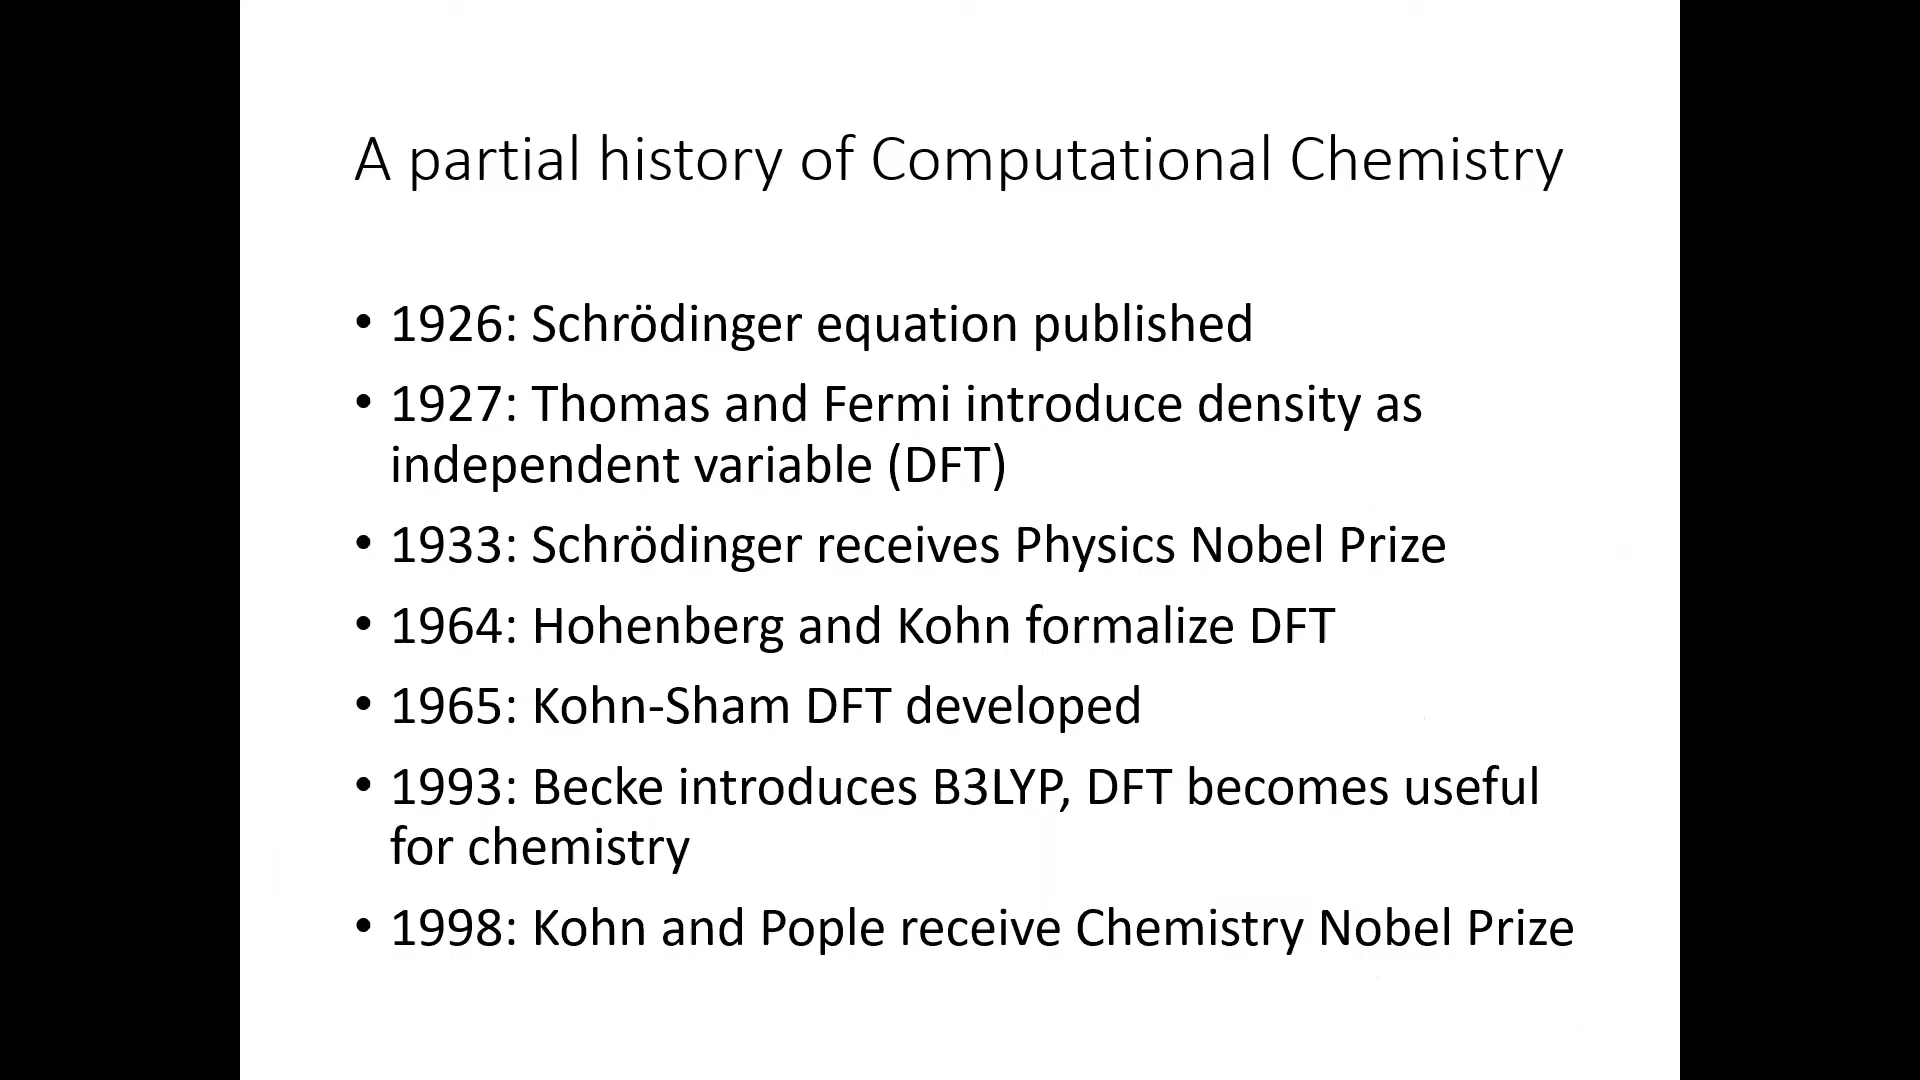 A partial history of Computational Chemistry
• 1926: Schrödinger equation published
• 1927: Thomas and Fermi introduce density as
independent variable (DFT)
• 1933: Schrödinger receives Physics Nobel Prize
• 1964: Hohenberg and Kohn formalize DFT
• 1965: Kohn-Sham DFT developed
• 1993: Becke introduces B3LYP, DFT becomes useful
for chemistry
• 1998: Kohn and Pople receive Chemistry Nobel Prize